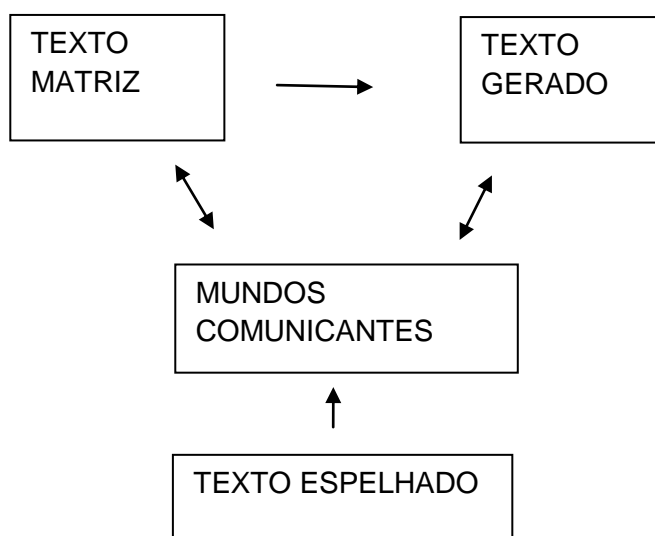 TEXTO
MATRIZ
TEXTO
GERADO
MUNDOS
COMUNICANTES
TEXTO ESPELHADO